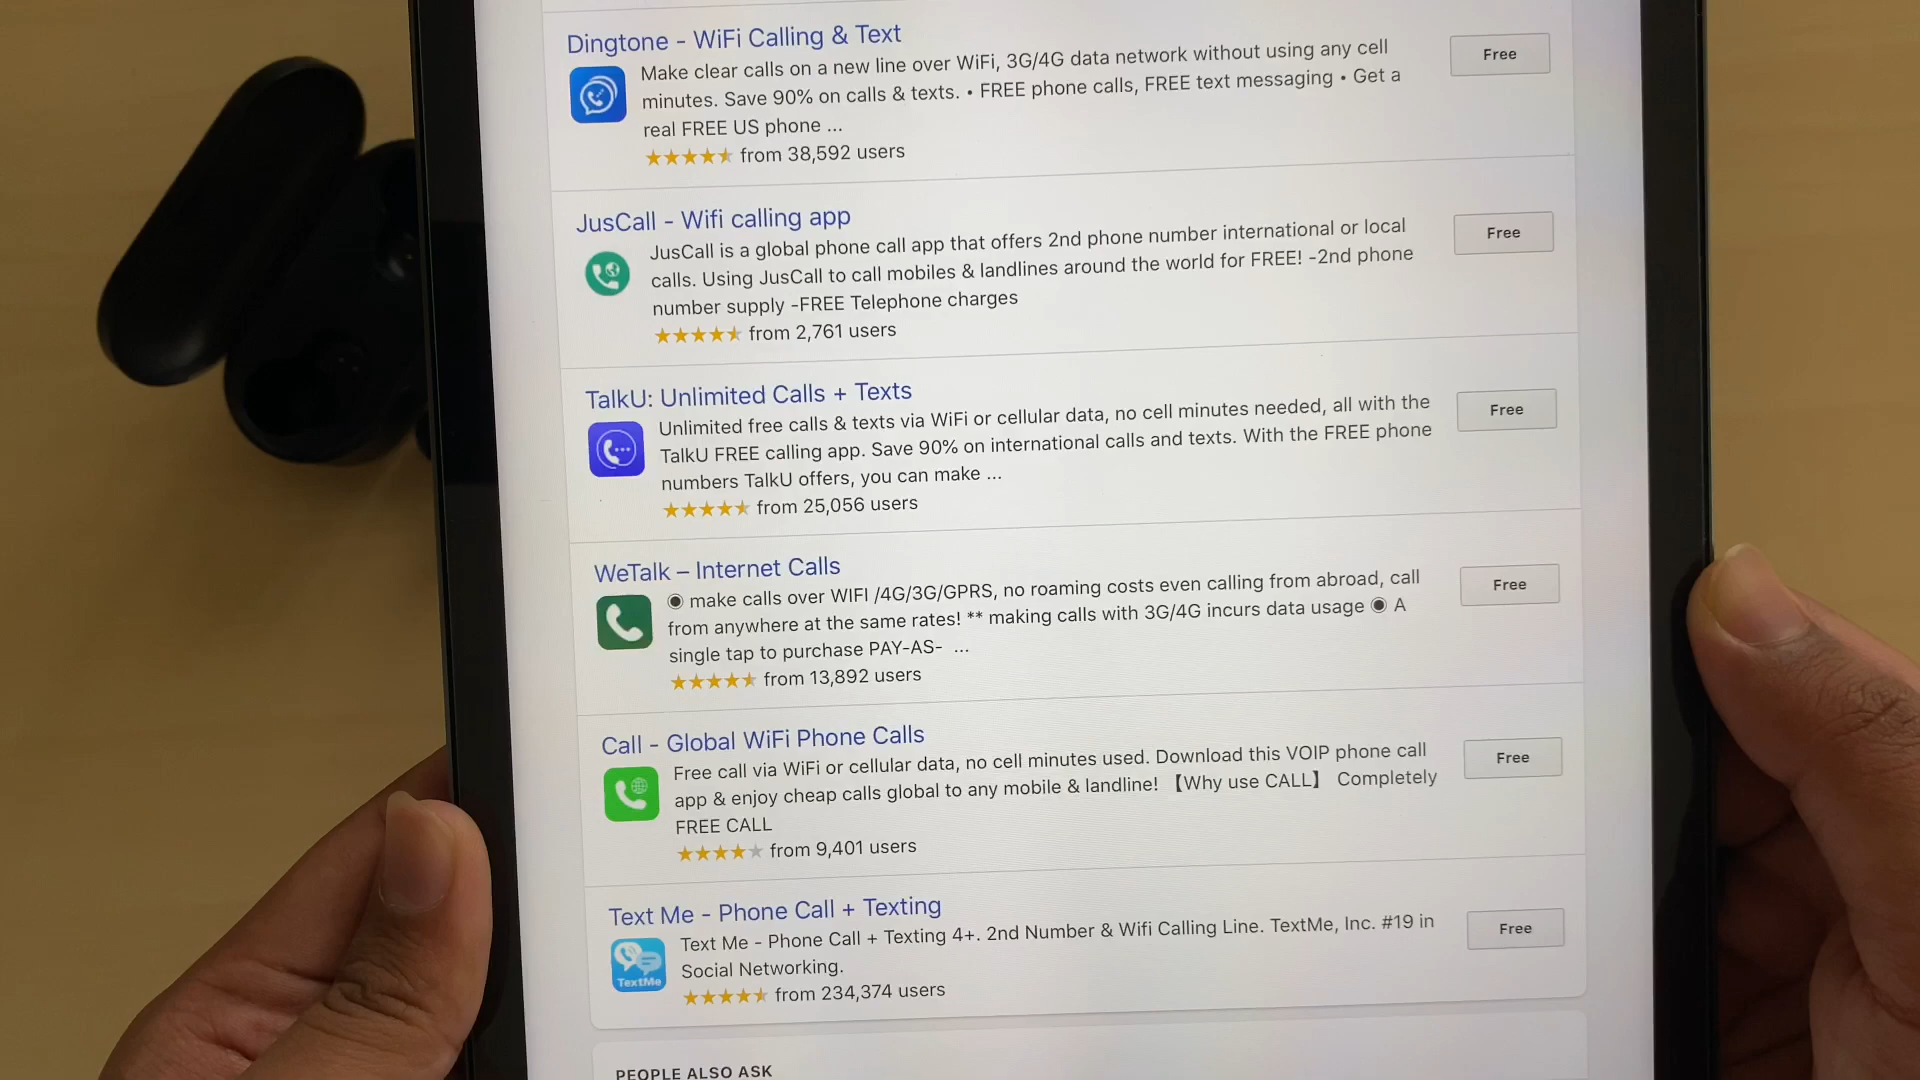 Dingtone - WiFi Calling & Text
Make clear calls on a new line over WiFi, 3G/4G data network without using any cell
minutes. Save 90% on calls & texts. • FREE phone calls, FREE text messaging • Get a
real FREE US phone ...
from 38,592 users
Free
JusCall - Wifi calling app
JusCall is a global phone call app that offers 2nd phone number international or local
calls. Using JusCall to call mobiles & landlines around the world for FREE! -2nd phone
number supply -FREE Telephone charges
from 2,761 users
Free
TalkU: Unlimited Calls + Texts
Unlimited free calls & texts via WiFi or cellular data, no cell minutes needed, all with the
TalkU FREE calling app. Save 90% on international calls and texts. With the FREE phone
numbers TalkU offers, you can make ...
from 25,056 users
Free
WeTalk – Internet Calls
◉ make calls over WIFI /4G/3G/GPRS, no roaming costs even calling from abroad, call
from anywhere at the same rates! ** making calls with 3G/4G incurs data usage ◉ A
single tap to purchase PAY-AS- ...
from 13,892 users
Free
Call - Global WiFi Phone Calls
Free call via WiFi or cellular data, no cell minutes used. Download this VOIP phone call
app & enjoy cheap calls global to any mobile & landline! 【Why use CALL】 Completely
FREE CALL
from 9,401 users
Free
Text Me - Phone Call + Texting
Text Me - Phone Call + Texting 4+. 2nd Number & Wifi Calling Line. TextMe, Inc. #19 in
Social Networking.
TextMe
from 234,374 users
Free
PEOPLE ALSO ASK